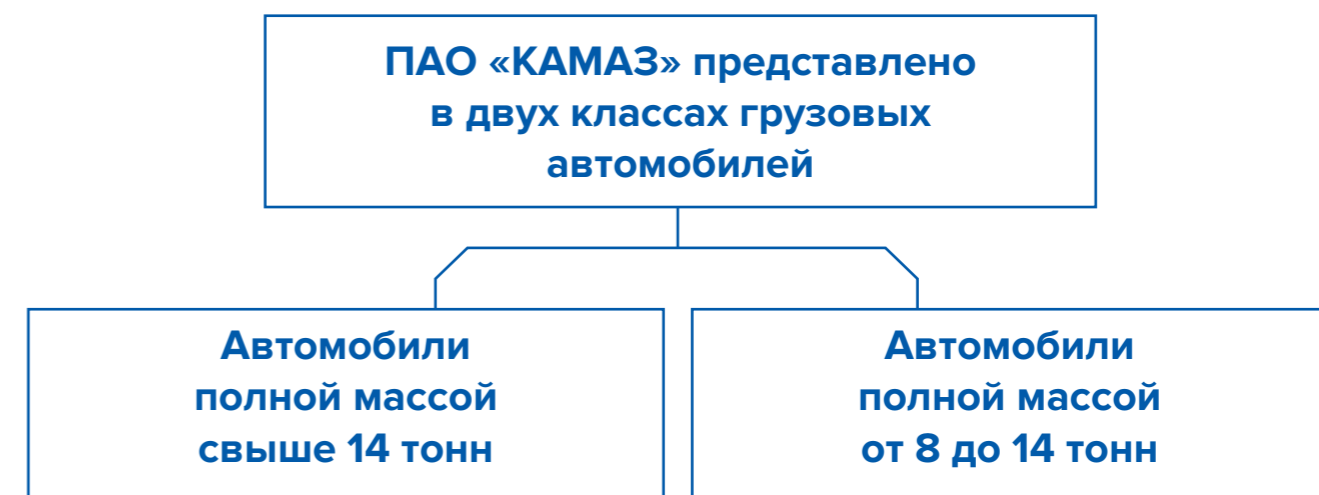 ПАО «КАМАЗ» представлено
в двух классах грузовых
автомобилей
Автомобили
полной массой
свыше 14 тонн
Автомобили
полной массой
от 8 до 14 тонн